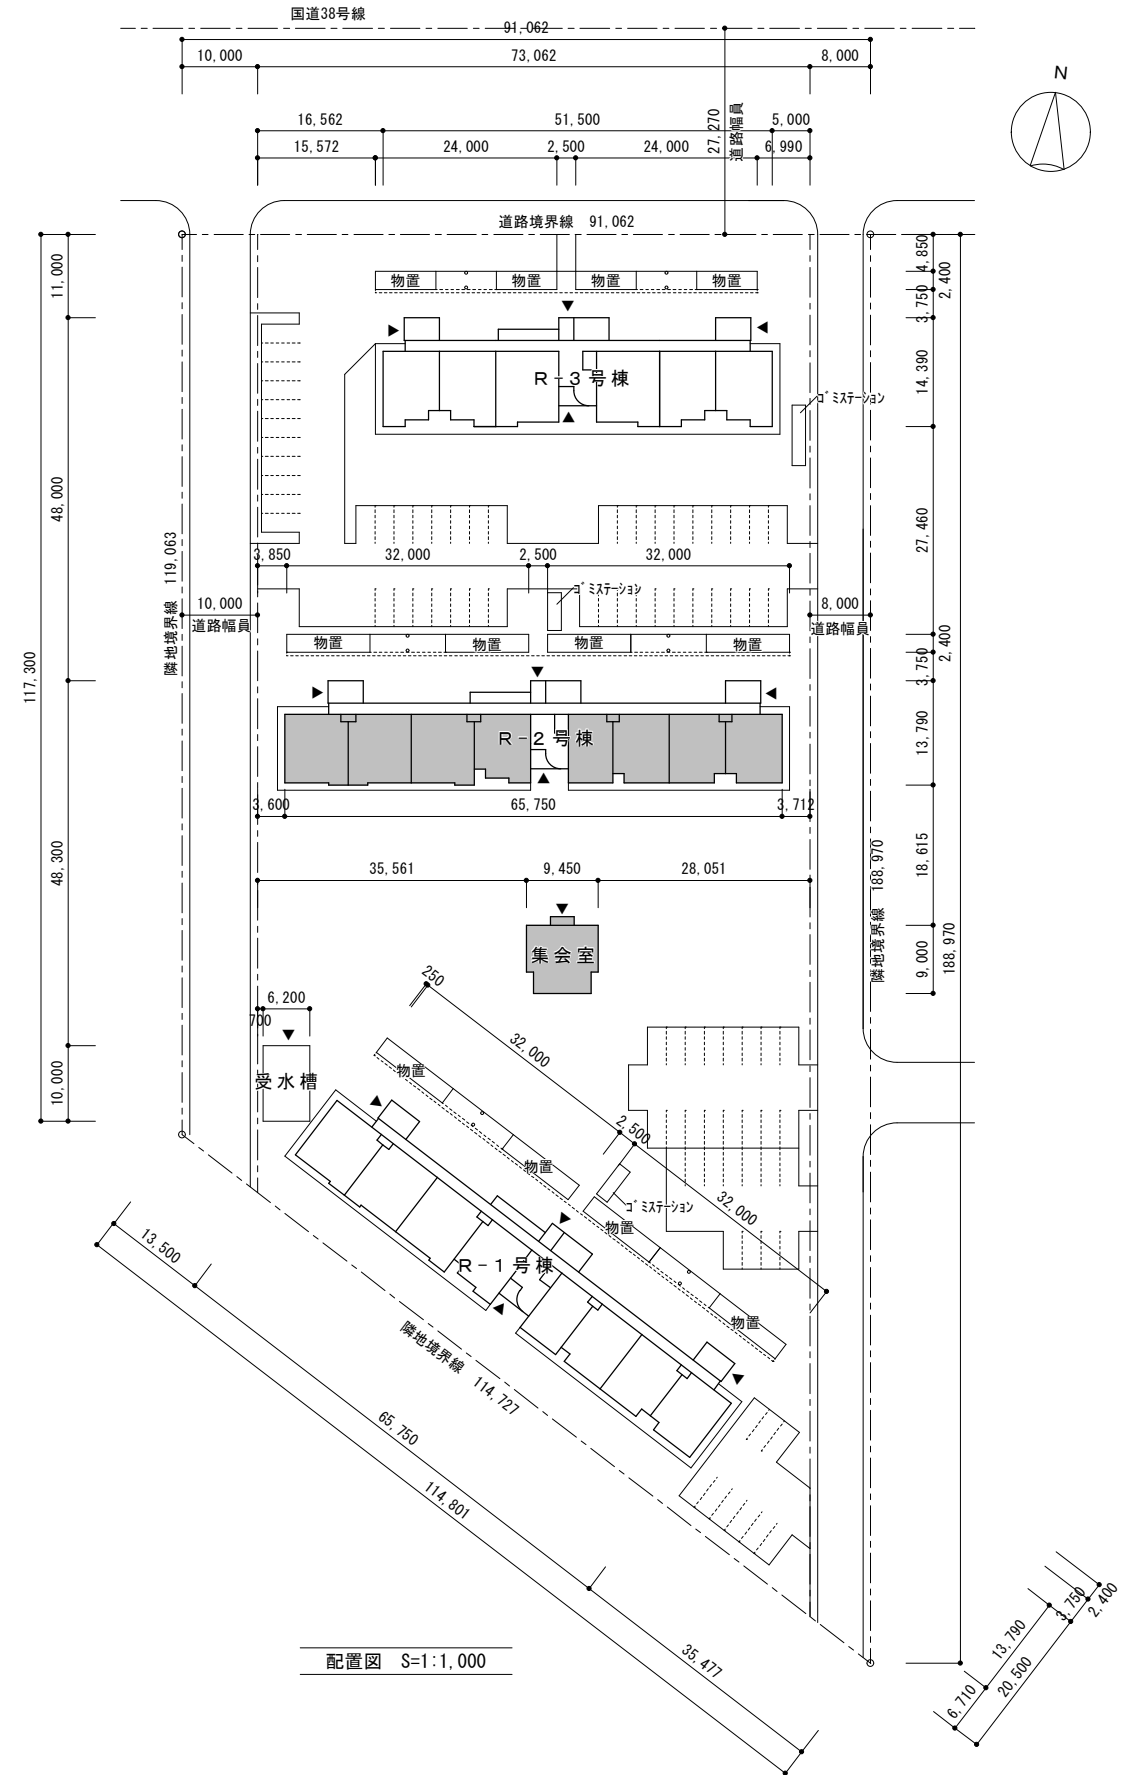 国道38号線
91,062
10,000
73,062
8,000
N
16,562
51,500
5,000
27,270
道路幅員
15,572
24,000
2,500
24,000
6,990
道路境界線 91,062
11,000
4,850
2,400
3,750
物置
物置
物置
物置
R-3号棟
14,390
ｺﾞﾐｽﾃｰｼｮﾝ
48,000
27,460
隣地境界線 119,063
3,850
32,000
2,500
32,000
ｺﾞﾐｽﾃｰｼｮﾝ
10,000
道路幅員
8,000
道路幅員
物置
物置
物置
物置
2,400
3,750
117,300
R-2号棟
13,790
3,600
65,750
3,712
48,300
18,615
隣地境界線 188,970
35,561
9,450
28,051
集会室
9,000
188,970
250
6,200
700
32,000
受水槽
10,000
物置
2,500
物置
ｺﾞﾐｽﾃｰｼｮﾝ
32,000
物置
13,500
R-1号棟
物置
隣地境界線 114,727
65,750
114,801
35,477
3,750
2,400
13,790
20,500
6,710
配置図 S=1:1,000